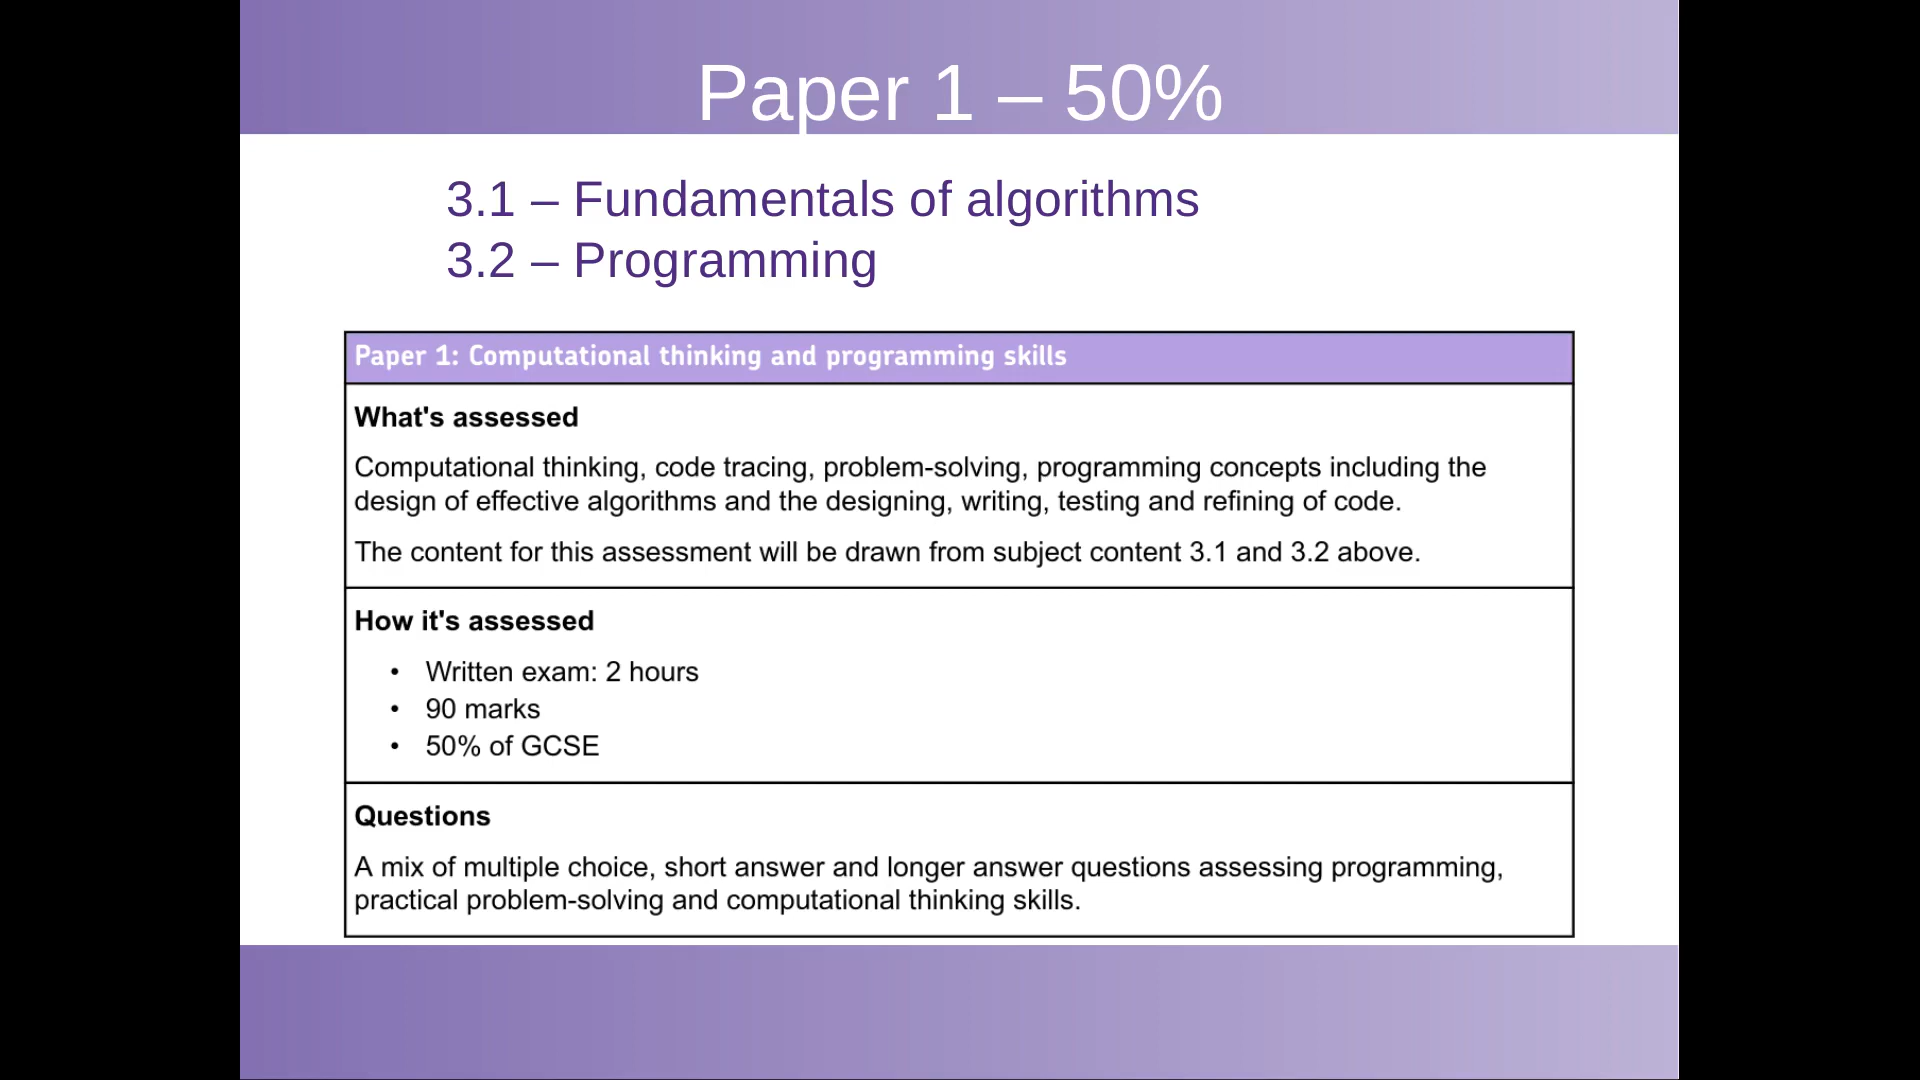 Paper 1 – 50%
3.1 – Fundamentals of algorithms
3.2 – Programming
Paper 1: Computational thinking and programming skills
What's assessed
Computational thinking, code tracing, problem-solving, programming concepts including the
design of effective algorithms and the designing, writing, testing and refining of code.
The content for this assessment will be drawn from subject content 3.1 and 3.2 above.
How it's assessed
• Written exam: 2 hours
• 90 marks
• 50% of GCSE
Questions
A mix of multiple choice, short answer and longer answer questions assessing programming,
practical problem-solving and computational thinking skills.